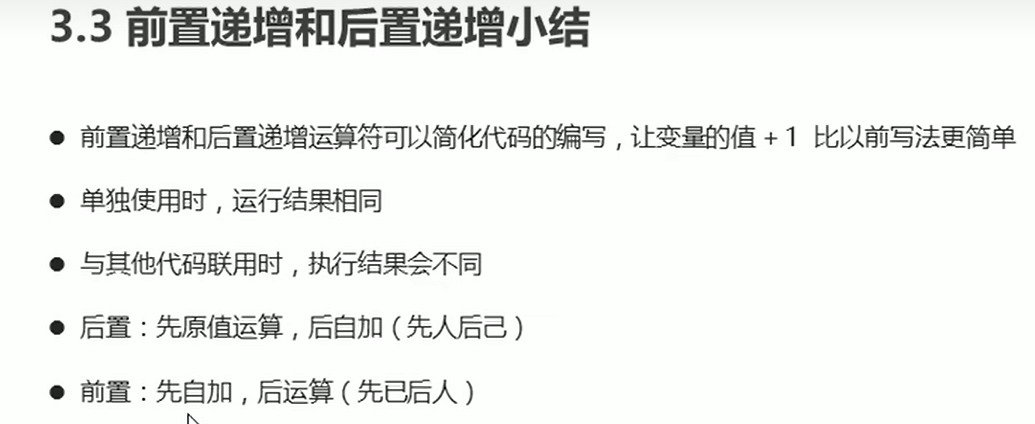 3.3 前置递增和后置递增小结
● 前置递增和后置递增运算符可以简化代码的编写，让变量的值 + 1 比以前写法更简单
● 单独使用时，运行结果相同
● 与其他代码联用时，执行结果会不同
● 后置：先原值运算，后自加（先人后己）
● 前置：先自加，后运算（先已后人）